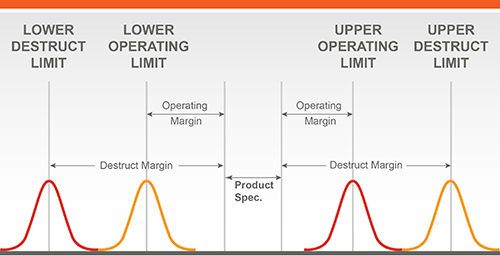 LOWER
DESTRUCT
LIMIT
LOWER
OPERATING
LIMIT
UPPER
OPERATING
LIMIT
UPPER
DESTRUCT
LIMIT
Operating
Margin
Operating
Margin
Destruct Margin
Destruct Margin
Product
Spec.